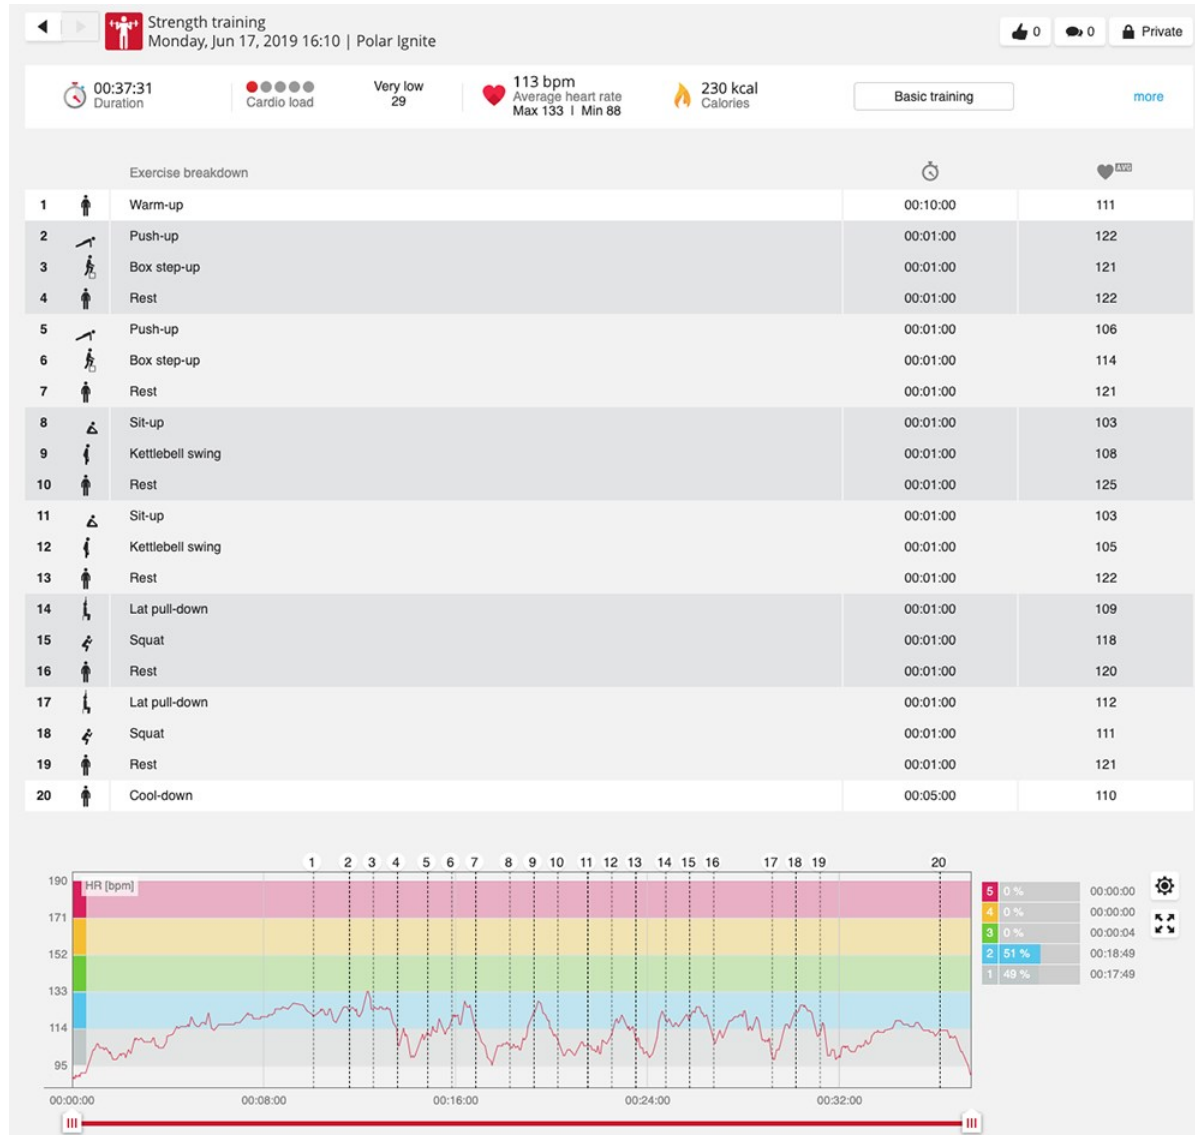 Strength training
Monday, Jun 17, 2019 16:10 | Polar Ignite
0 0 Private
00:37:31
Duration
Cardio load
Very low
29
113 bpm
Average heart rate
Max 133 | Min 88
230 kcal
Calories
Basic training
more
Exercise breakdown AVG
1 Warm-up 00:10:00 111
2 Push-up 00:01:00 122
3 Box step-up 00:01:00 121
4 Rest 00:01:00 122
5 Push-up 00:01:00 106
6 Box step-up 00:01:00 114
7 Rest 00:01:00 121
8 Sit-up 00:01:00 103
9 Kettlebell swing 00:01:00 108
10 Rest 00:01:00 125
11 Sit-up 00:01:00 103
12 Kettlebell swing 00:01:00 105
13 Rest 00:01:00 122
14 Lat pull-down 00:01:00 109
15 Squat 00:01:00 118
16 Rest 00:01:00 120
17 Lat pull-down 00:01:00 112
18 Squat 00:01:00 111
19 Rest 00:01:00 121
20 Cool-down 00:05:00 110
1 2 3 4 5 6 7 8 9 10 11 12 13 14 15 16 17 18 19 20
HR [bpm]
190
171
152
133
114
95
00:00:00 00:08:00 00:16:00 00:24:00 00:32:00
5 0 % 00:00:00
4 0 % 00:00:00
3 0 % 00:00:04
2 51 % 00:18:49
1 49 % 00:17:49